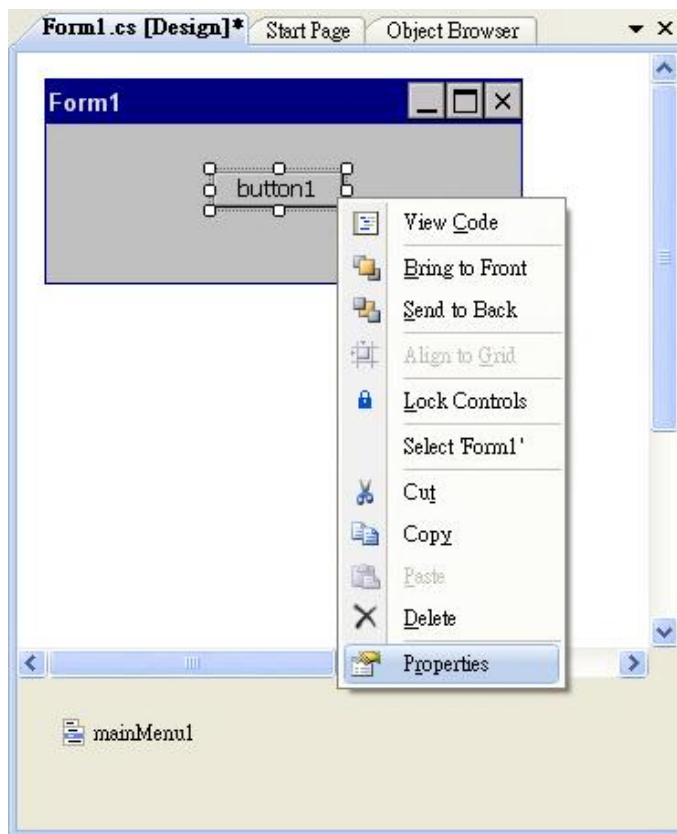 Form1.cs [Design]* Start Page Object Browser
Form1
button1
View Code
Bring to Front
Send to Back
Align to Grid
Lock Controls
Select 'Form1'
Cut
Copy
Paste
Delete
Properties
mainMenu1